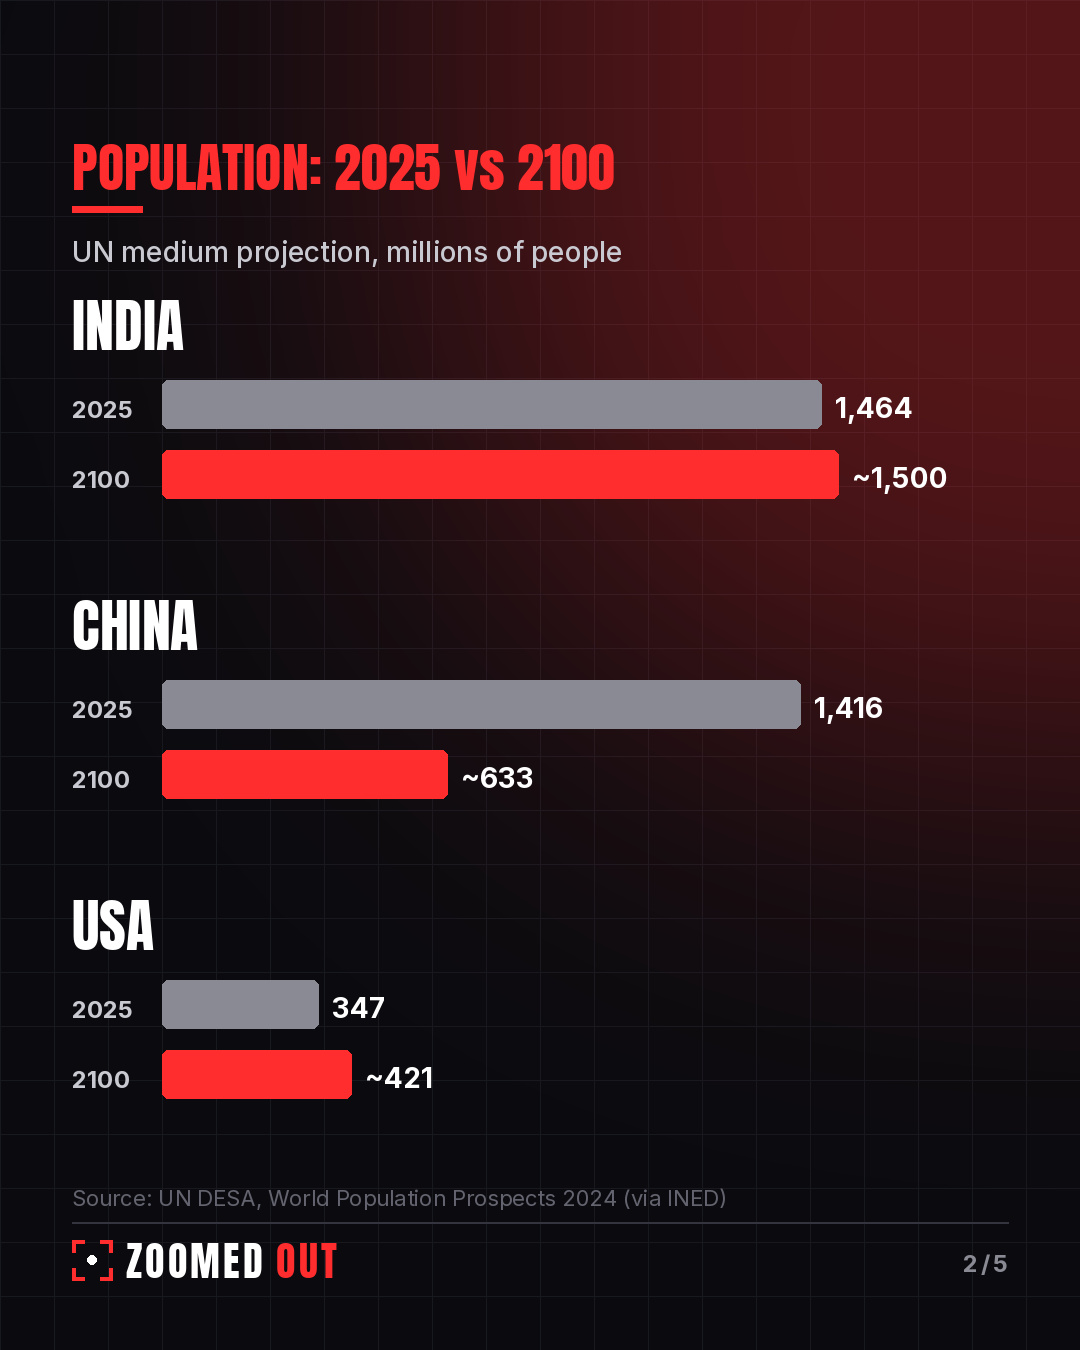 POPULATION: 2025 vs 2100
UN medium projection, millions of people
INDIA
2025 1,464
2100 ~1,500
CHINA
2025 1,416
2100 ~633
USA
2025 347
2100 ~421
Source: UN DESA, World Population Prospects 2024 (via INED)
ZOOMED OUT 2/5